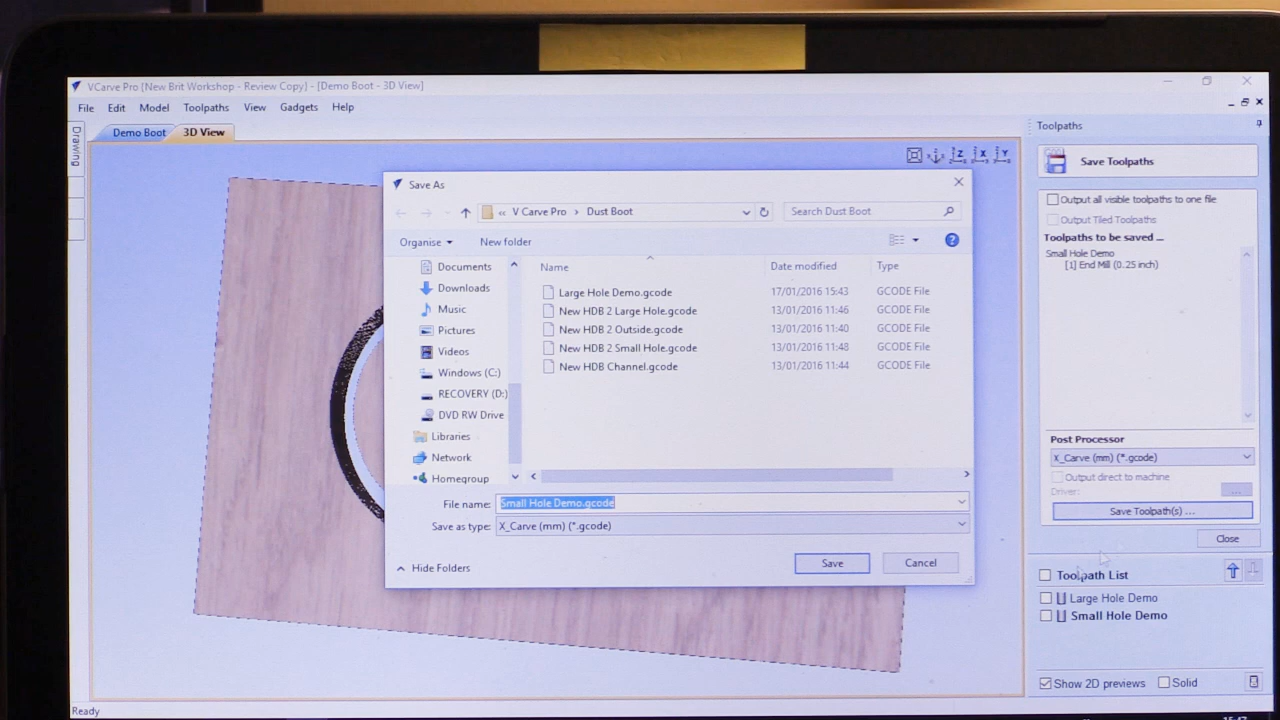 VCarve Pro {New Brit Workshop - Review Copy} - [Demo Boot - 3D View]
File Edit Model Toolpaths View Gadgets Help
Drawing
Demo Boot 3D View
Z X Y
Toolpaths
Save Toolpaths
Output all visible toolpaths to one file
Output Tiled Toolpaths
Toolpaths to be saved ...
Small Hole Demo
[1] End Mill (0.25 inch)
Post Processor
X_Carve (mm) (*.gcode)
Output direct to machine
Driver:
...
Save Toolpath(s) ...
Close
Toolpath List
Large Hole Demo
Small Hole Demo
Show 2D previews Solid
Save As
« V Carve Pro › Dust Boot
Search Dust Boot
Organise New folder
Documents
Downloads
Music
Pictures
Videos
Windows (C:)
RECOVERY (D:)
DVD RW Drive
Libraries
Network
Homegroup
Name Date modified Type
Large Hole Demo.gcode 17/01/2016 15:43 GCODE File
New HDB 2 Large Hole.gcode 13/01/2016 11:46 GCODE File
New HDB 2 Outside.gcode 13/01/2016 11:40 GCODE File
New HDB 2 Small Hole.gcode 13/01/2016 11:48 GCODE File
New HDB Channel.gcode 13/01/2016 11:44 GCODE File
File name: Small Hole Demo.gcode
Save as type: X_Carve (mm) (*.gcode)
Hide Folders Save Cancel
Ready